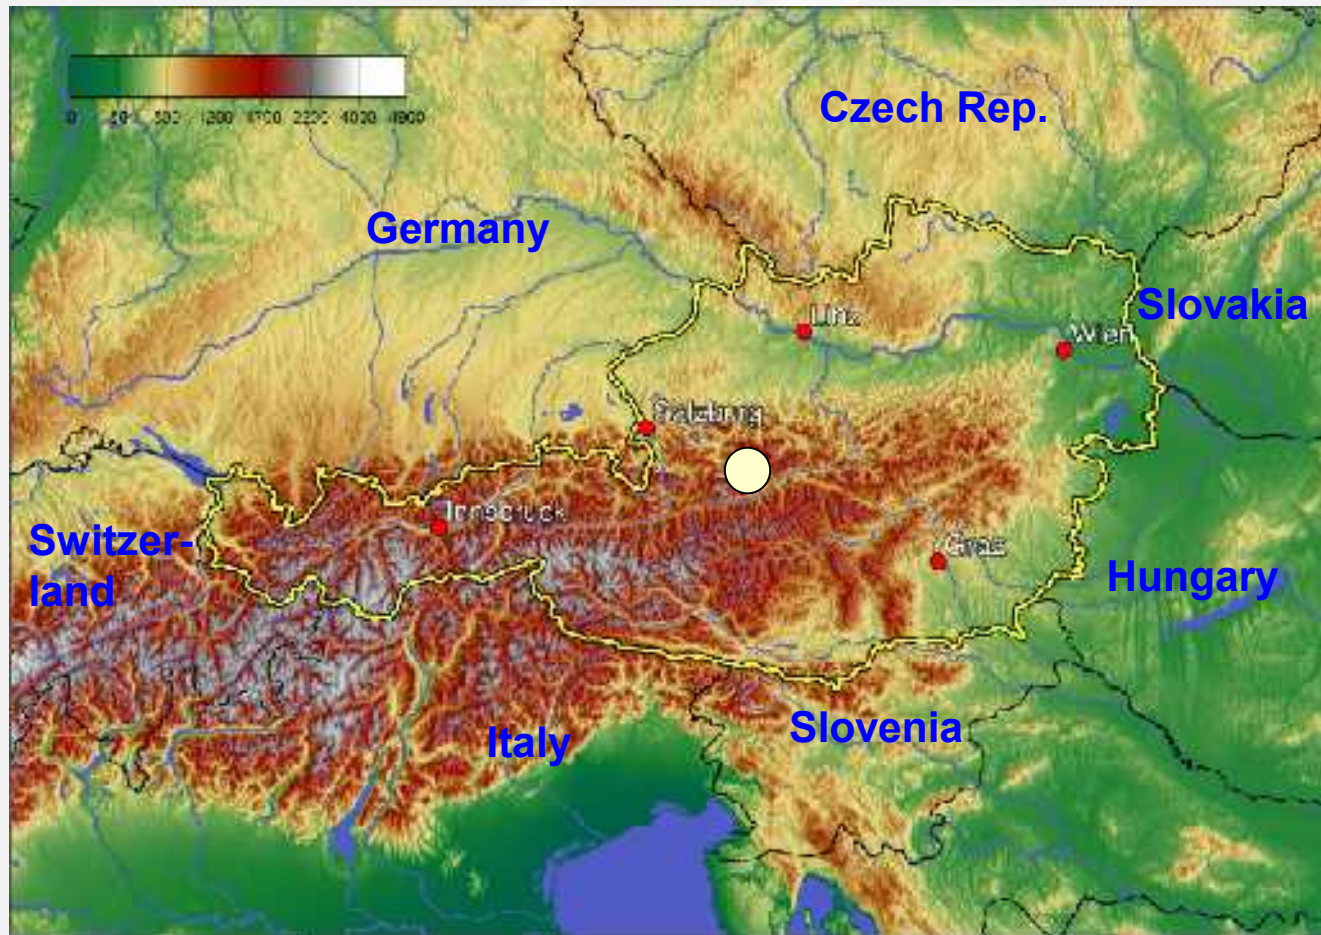 Czech Rep.
Germany
Slovakia
Linz
Wien
Salzburg
Innsbruck
Switzer-
land
Graz
Hungary
Slovenia
Italy